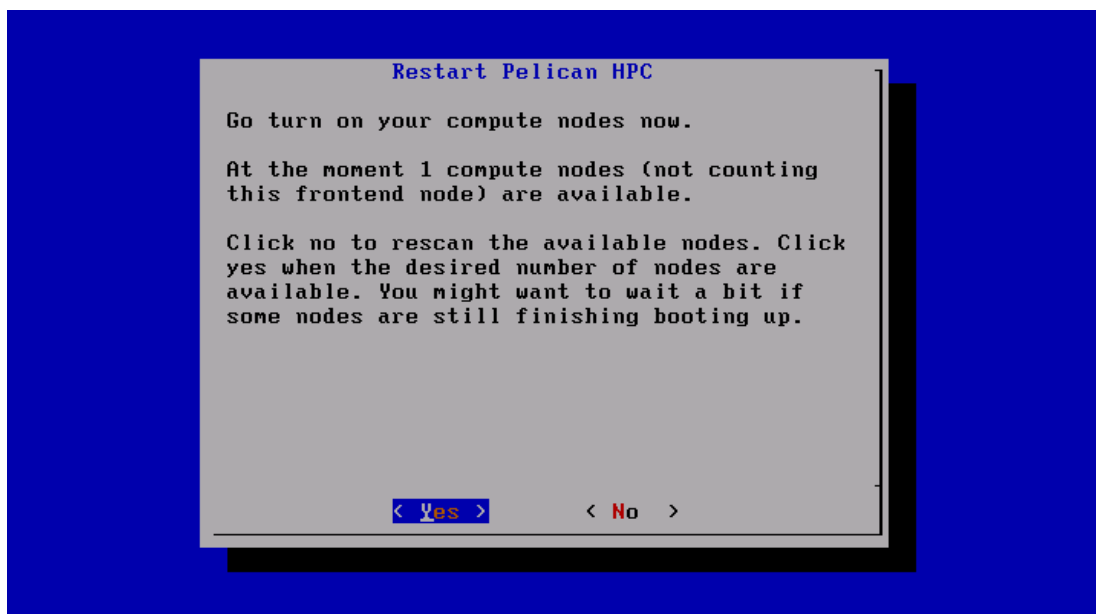 Restart Pelican HPC
Go turn on your compute nodes now.
At the moment 1 compute nodes (not counting
this frontend node) are available.
Click no to rescan the available nodes. Click
yes when the desired number of nodes are
available. You might want to wait a bit if
some nodes are still finishing booting up.
< Yes > < No >